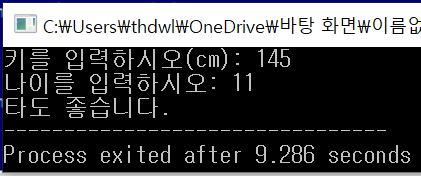 C:₩Users₩thdwl₩OneDrive₩바탕 화면₩이름없
키를 입력하시오(cm): 145
나이를 입력하시오: 11
타도 좋습니다.
--------------------------------
Process exited after 9.286 seconds